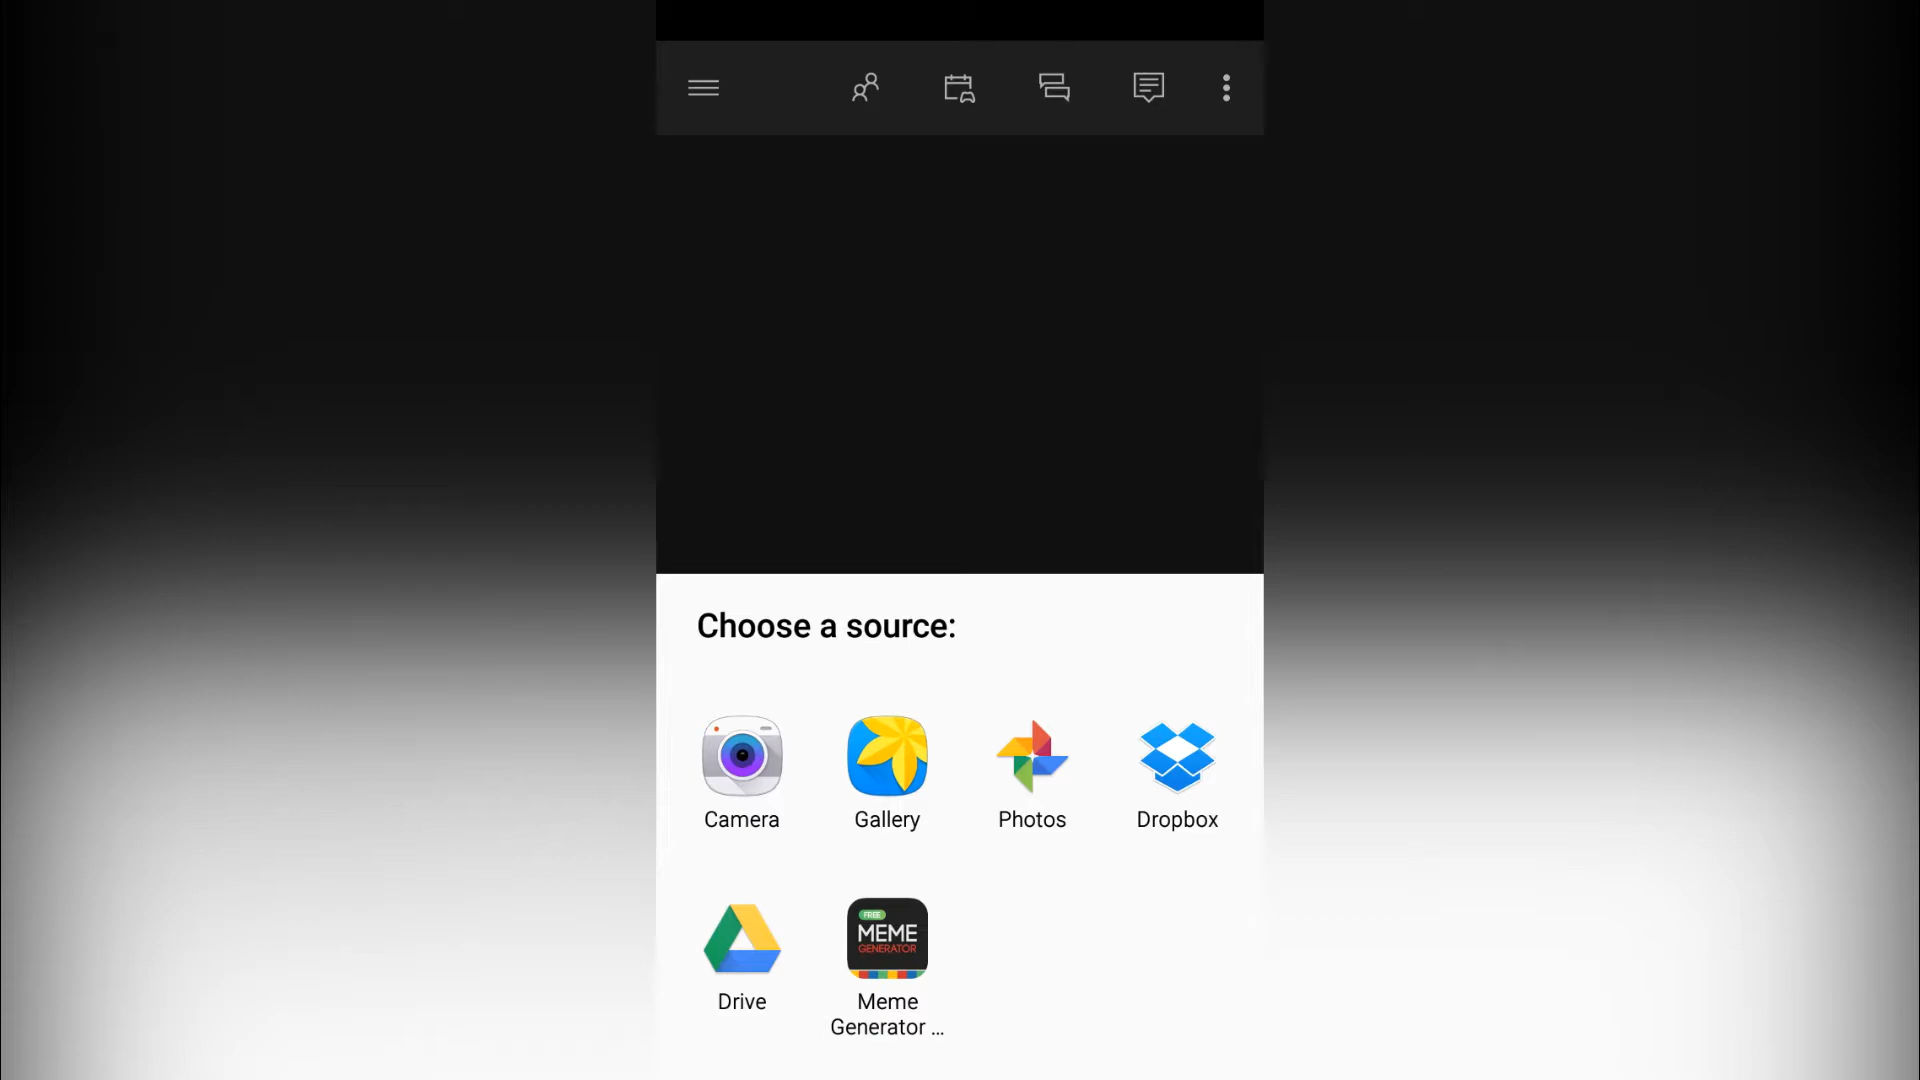 Choose a source:
Camera
Gallery
Photos
Dropbox
FREE
MEME
GENERATOR
Drive
Meme
Generator ...